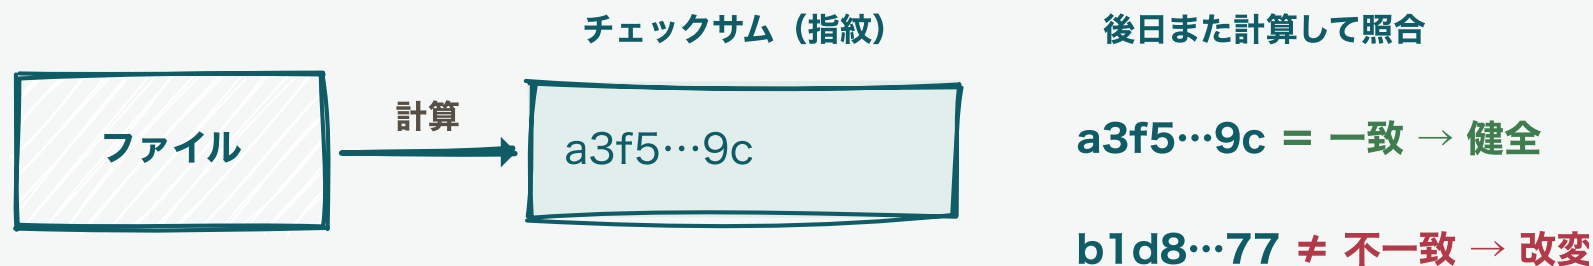 チェックサム（指紋）
後日また計算して照合
ファイル
計算
a3f5…9c
a3f5…9c = 一致 → 健全
b1d8…77 ≠ 不一致 → 改変